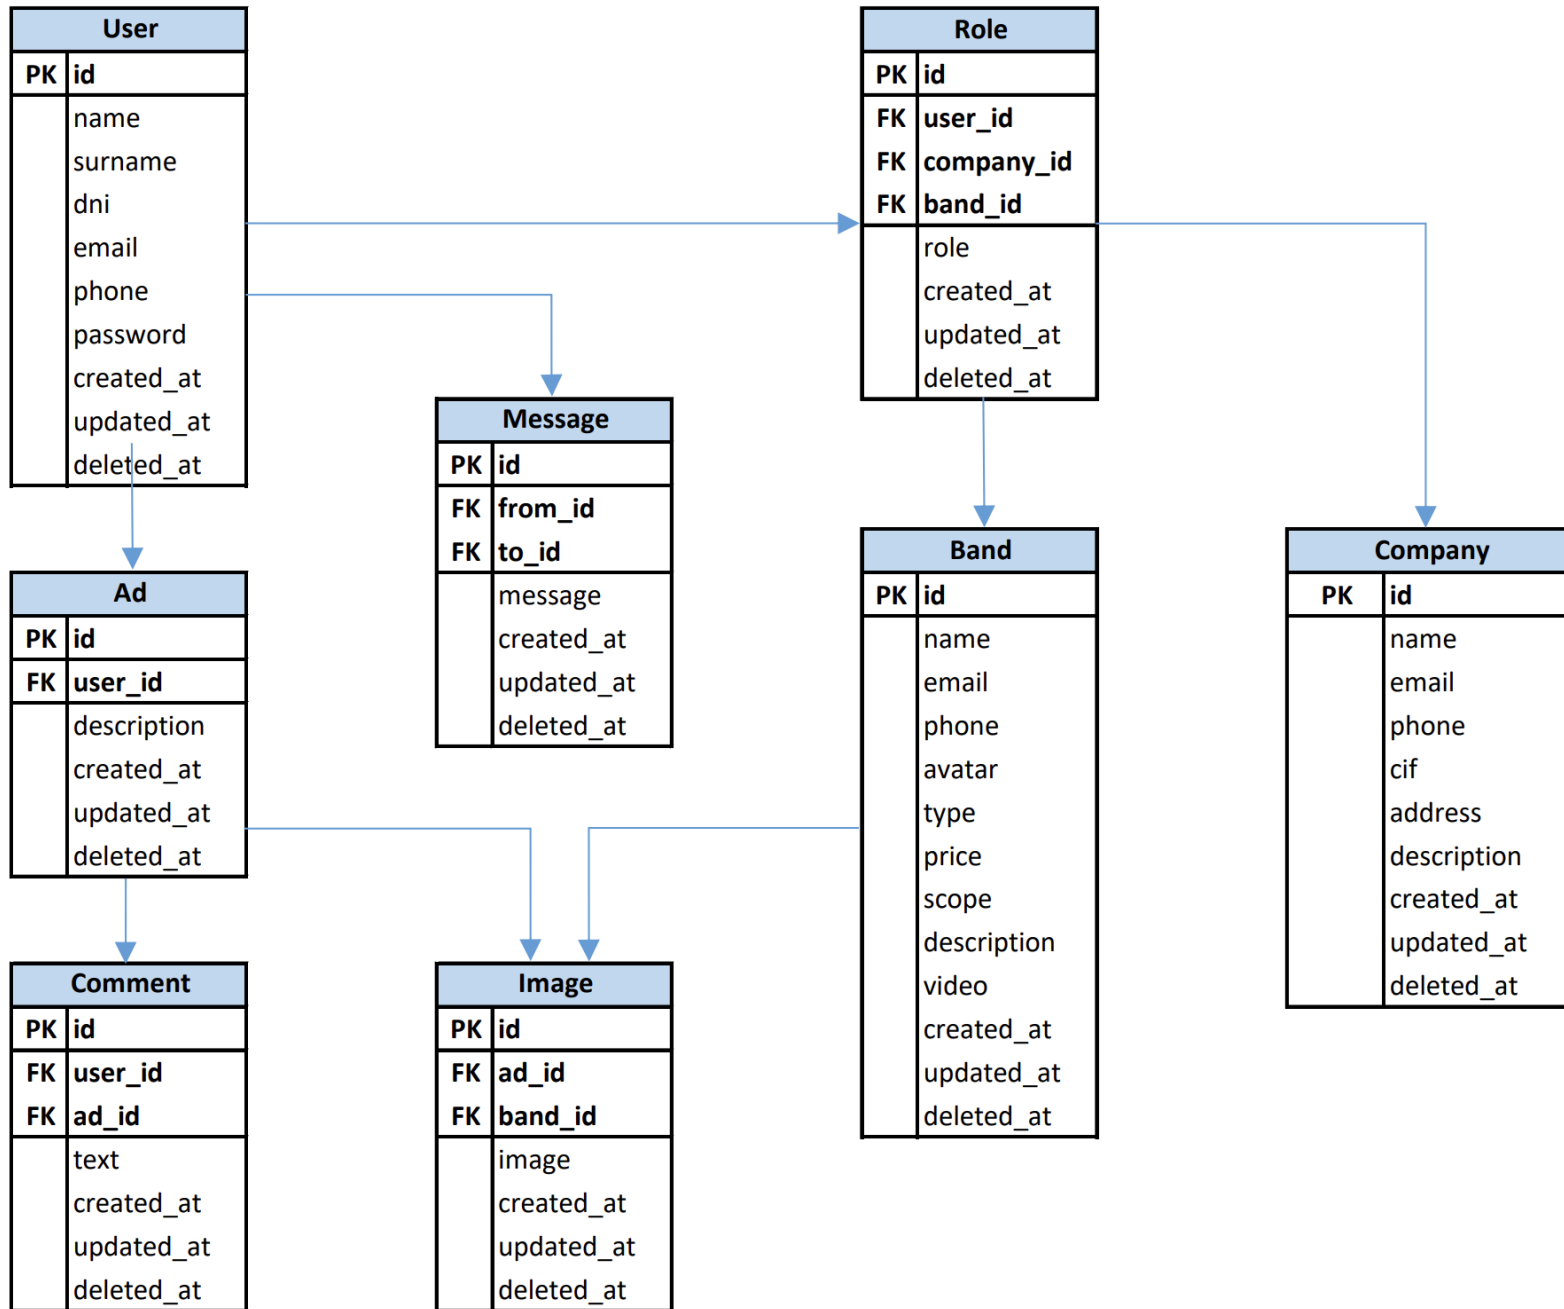 User
PK id
name
surname
dni
email
phone
password
created_at
updated_at
deleted_at
Role
PK id
FK user_id
FK company_id
FK band_id
role
created_at
updated_at
deleted_at
Message
PK id
FK from_id
FK to_id
message
created_at
updated_at
deleted_at
Band
PK id
name
email
phone
avatar
type
price
scope
description
video
created_at
updated_at
deleted_at
Company
PK id
name
email
phone
cif
address
description
created_at
updated_at
deleted_at
Ad
PK id
FK user_id
description
created_at
updated_at
deleted_at
Comment
PK id
FK user_id
FK ad_id
text
created_at
updated_at
deleted_at
Image
PK id
FK ad_id
FK band_id
image
created_at
updated_at
deleted_at